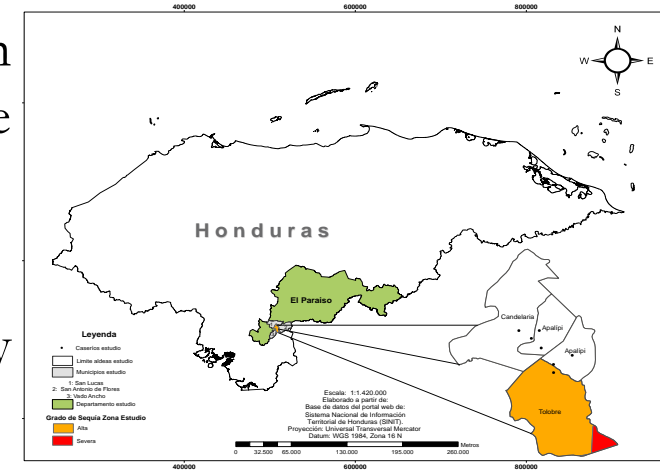 400000 600000 800000
n
e
y
N
W E
S
Honduras
El Paraiso
Candelaria
Apalipi
Apalipi
Tolobre
Leyenda
Caserios estudio
Limite aldeas estudio
Municipios estudio
1: San Lucas
2: San Antonio de Flores
3: Vado Ancho
Departamento estudio
Grado de Sequía Zona Estudio
Alta
Severa
Escala: 1:1.420.000
Elaborado a partir de:
Base de datos del portal web de:
Sistema Nacional de Información
Territorial de Honduras (SINIT).
Proyección: Universal Transversal Mercator
Datum: WGS 1984, Zona 16 N
Metros
0 32.500 65.000 130.000 195.000 260.000
400000 600000 800000